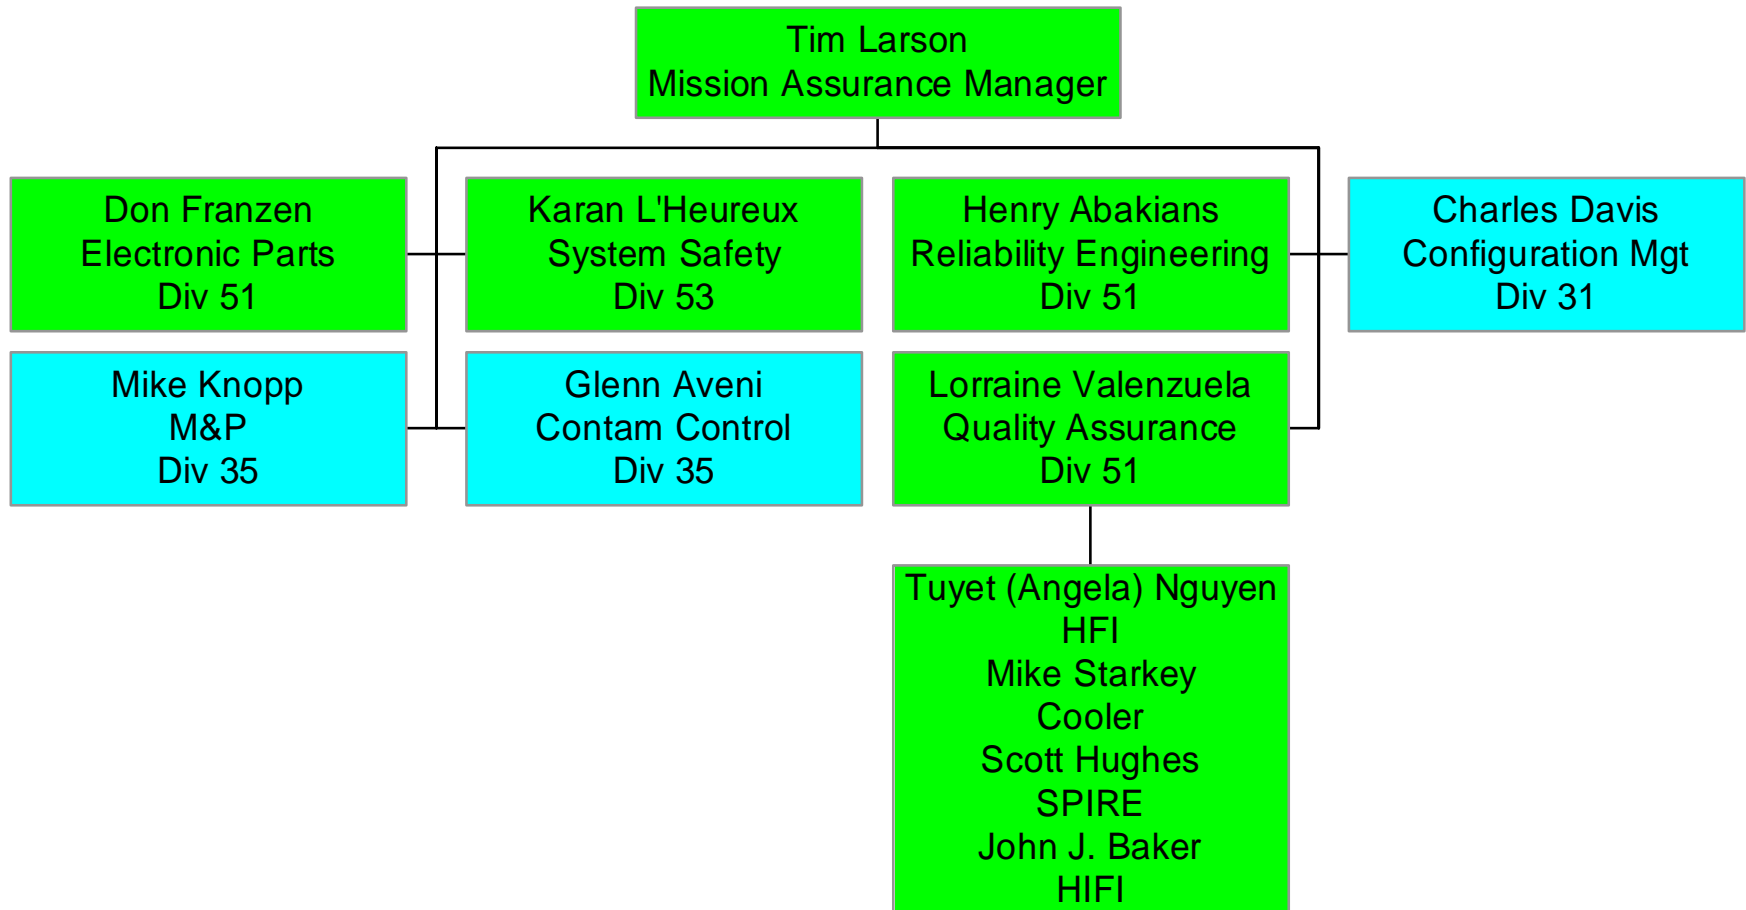 Tim Larson
Mission Assurance Manager
Don Franzen
Electronic Parts
Div 51
Karan L'Heureux
System Safety
Div 53
Henry Abakians
Reliability Engineering
Div 51
Charles Davis
Configuration Mgt
Div 31
Mike Knopp
M&P
Div 35
Glenn Aveni
Contam Control
Div 35
Lorraine Valenzuela
Quality Assurance
Div 51
Tuyet (Angela) Nguyen
HFI
Mike Starkey
Cooler
Scott Hughes
SPIRE
John J. Baker
HIFI